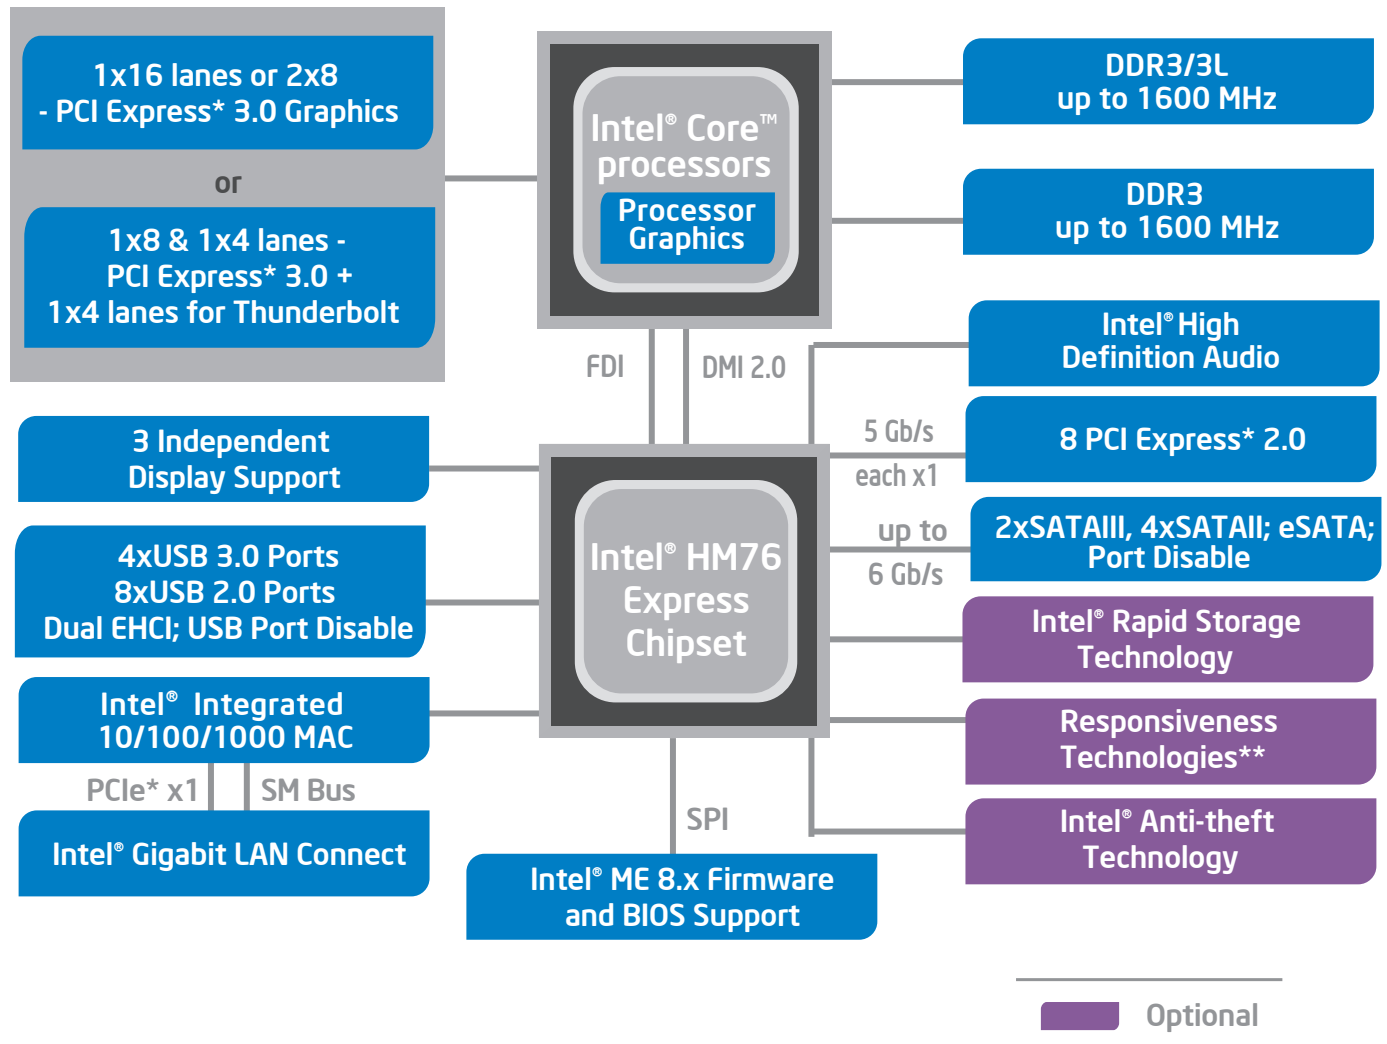 1x16 lanes or 2x8
- PCI Express* 3.0 Graphics
or
1x8 & 1x4 lanes -
PCI Express* 3.0 +
1x4 lanes for Thunderbolt
Intel® Core™
processors
Processor
Graphics
DDR3/3L
up to 1600 MHz
DDR3
up to 1600 MHz
FDI
DMI 2.0
Intel® High
Definition Audio
5 Gb/s
each x1
8 PCI Express* 2.0
up to
6 Gb/s
2xSATAIII, 4xSATAII; eSATA;
Port Disable
3 Independent
Display Support
4xUSB 3.0 Ports
8xUSB 2.0 Ports
Dual EHCI; USB Port Disable
Intel® HM76
Express
Chipset
Intel® Rapid Storage
Technology
Intel® Integrated
10/100/1000 MAC
Responsiveness
Technologies**
PCIe* x1
SM Bus
Intel® Gigabit LAN Connect
SPI
Intel® Anti-theft
Technology
Intel® ME 8.x Firmware
and BIOS Support
Optional